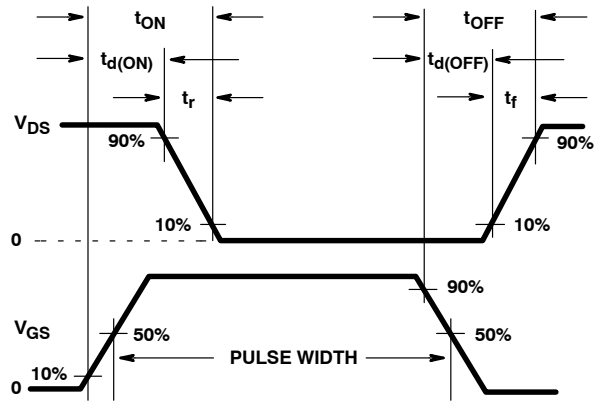 tON tOFF
td(ON) td(OFF)
tr tf
VDS
90% 90%
10% 10%
0
90%
VGS 50% 50%
PULSE WIDTH
10%
0